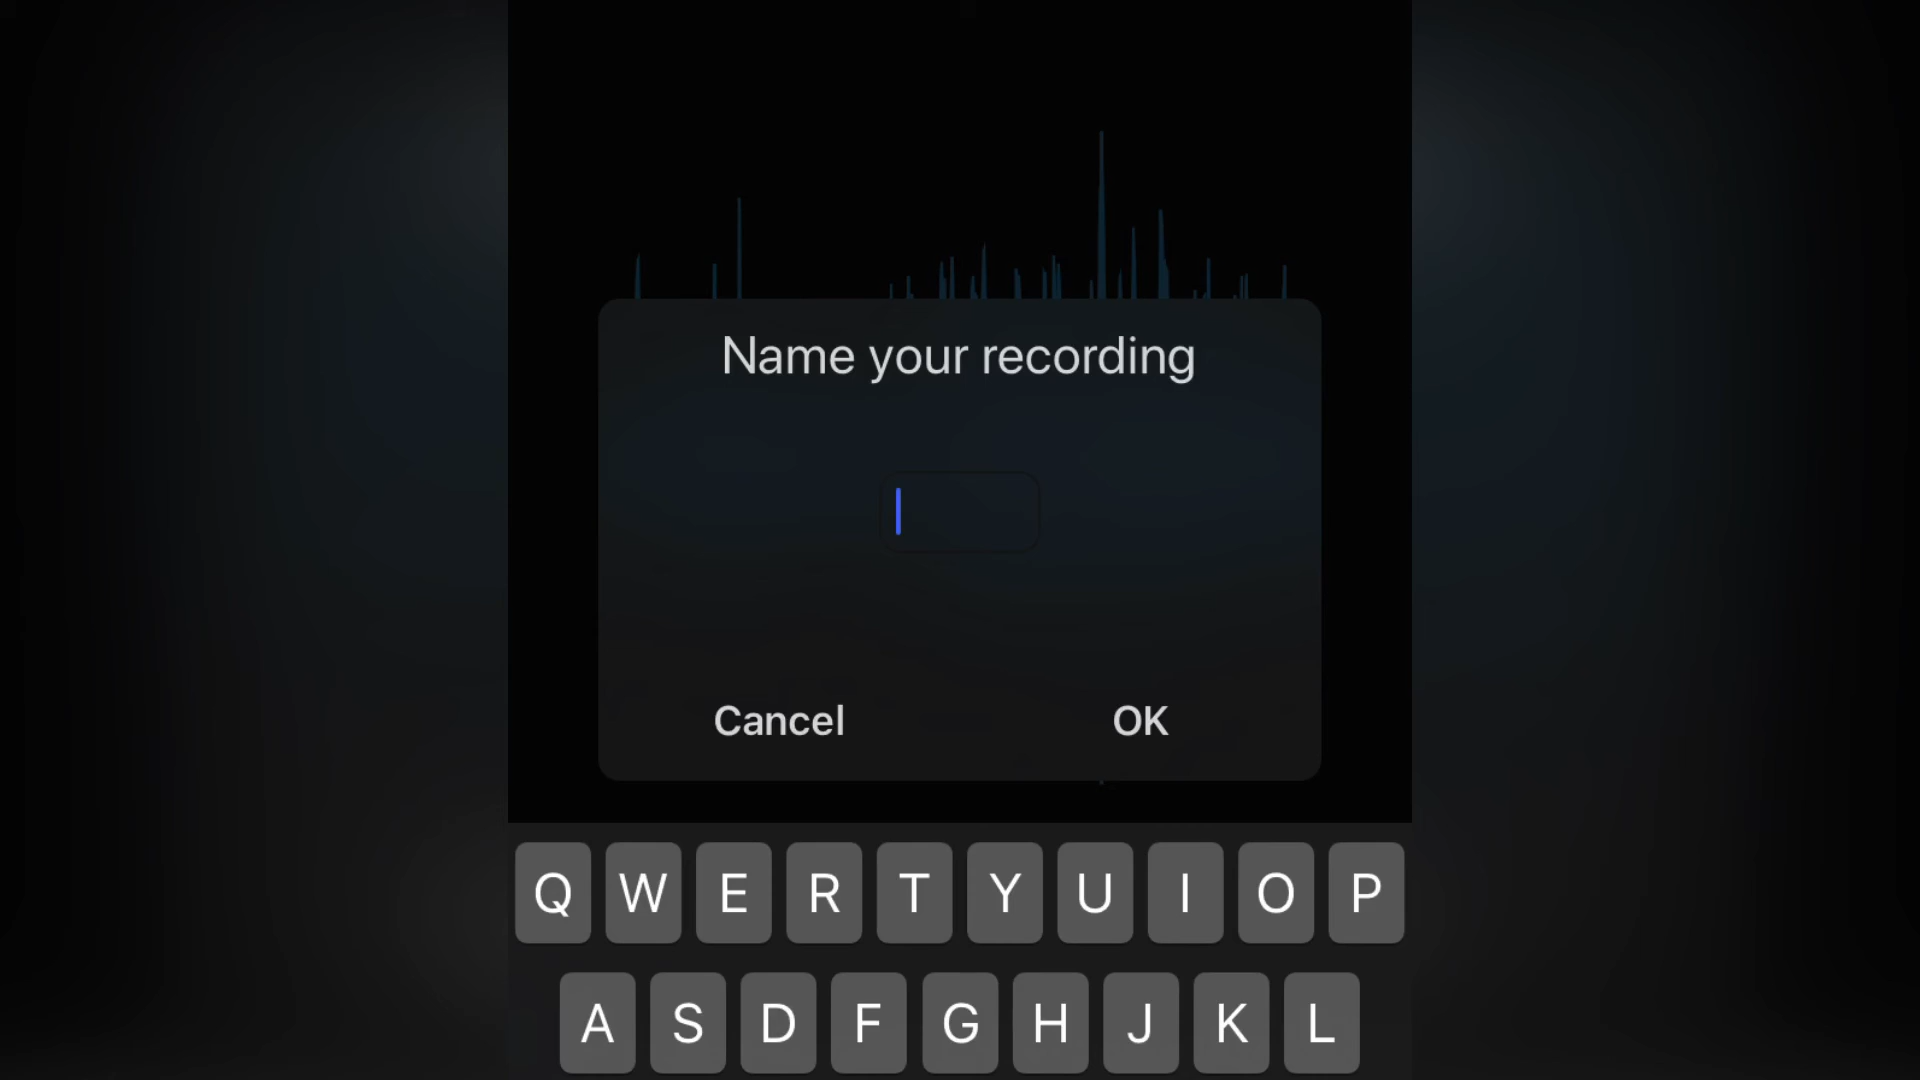 Name your recording
Cancel OK
Q W E R T Y U I O P
A S D F G H J K L